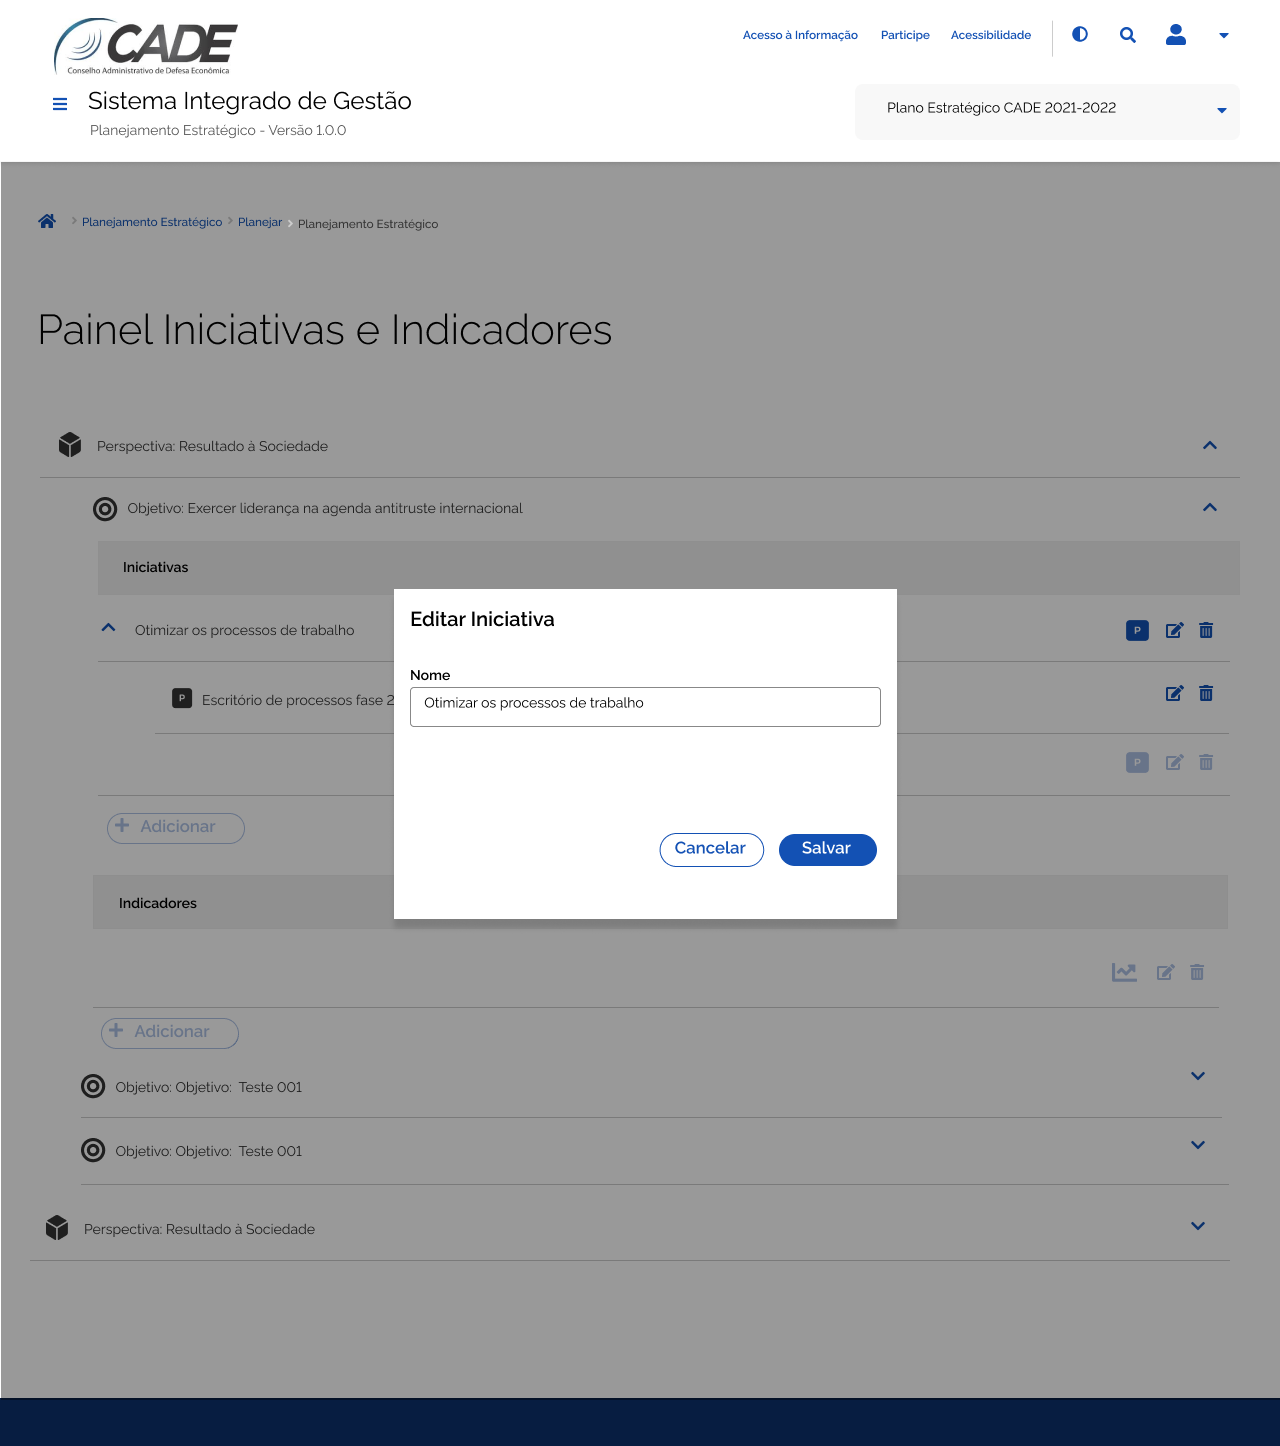 CADE
Conselho Administrativo de Defesa Econômica
Acesso à Informação
Participe
Acessibilidade
Sistema Integrado de Gestão
Planejamento Estratégico - Versão 1.0.0
Plano Estratégico CADE 2021-2022
Planejamento Estratégico
Planejar
Planejamento Estratégico
Painel Iniciativas e Indicadores
Perspectiva: Resultado à Sociedade
Objetivo: Exercer liderança na agenda antitruste internacional
Iniciativas
Otimizar os processos de trabalho
P
P
Escritório de processos fase 2
P
Adicionar
Editar Iniciativa
Nome
Otimizar os processos de trabalho
Cancelar
Salvar
Indicadores
Adicionar
Objetivo: Objetivo: Teste 001
Objetivo: Objetivo: Teste 001
Perspectiva: Resultado à Sociedade